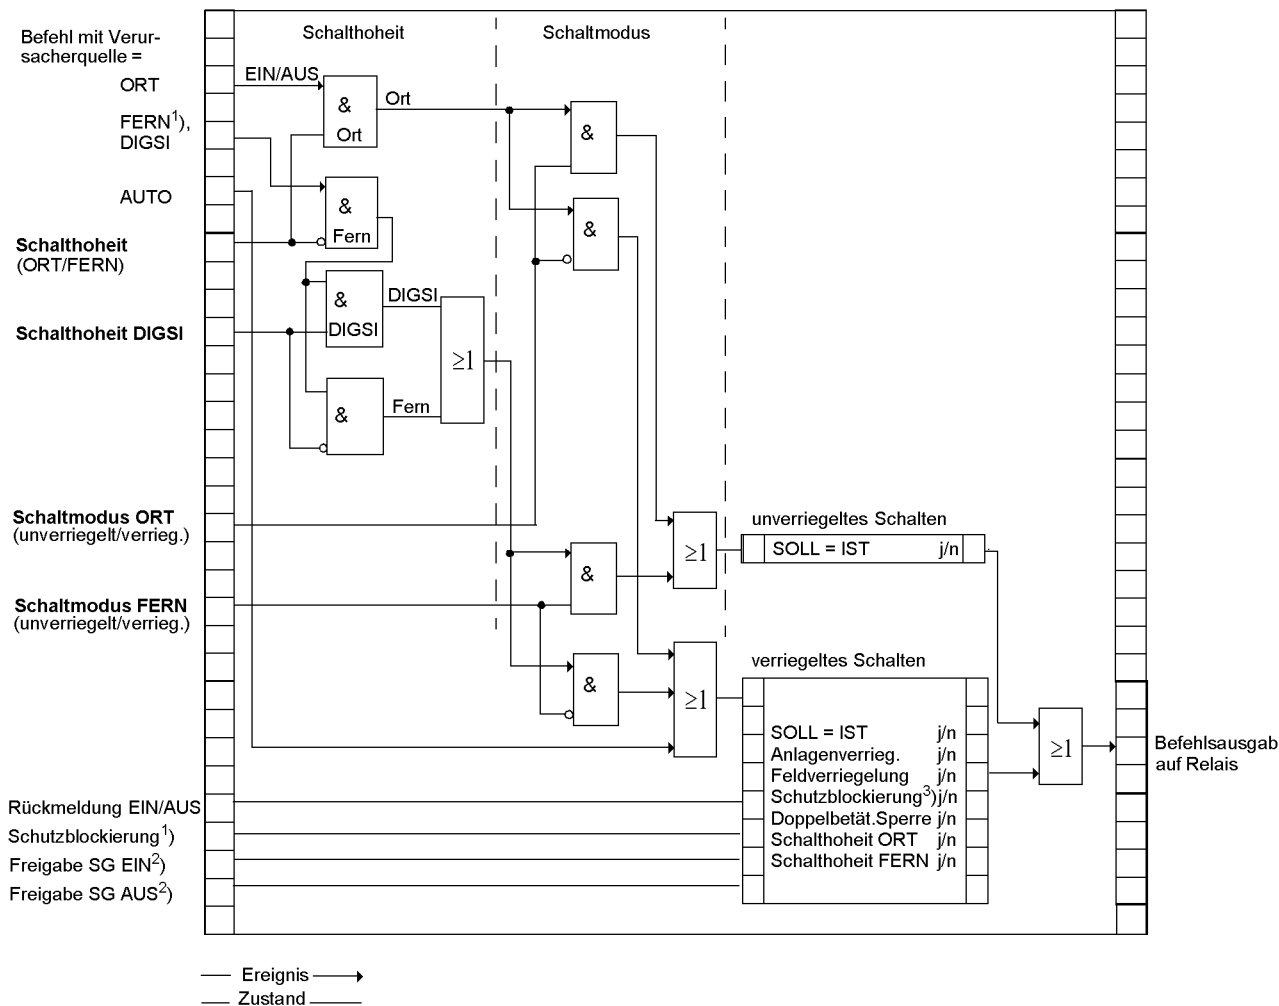 Befehl mit Verur-
sacherquelle =
ORT
FERN1),
DIGSI
AUTO
Schalthoheit
(ORT/FERN)
Schalthoheit DIGSI
Schaltmodus ORT
(unverriegelt/verrieg.)
Schaltmodus FERN
(unverriegelt/verrieg.)
Rückmeldung EIN/AUS
Schutzblockierung1)
Freigabe SG EIN2)
Freigabe SG AUS2)
Schalthoheit
Schaltmodus
EIN/AUS
&
Ort
Ort
&
Fern
&
DIGSI
DIGSI
&
Fern
≥1
&
&
&
&
≥1
≥1
unverriegeltes Schalten
SOLL = IST j/n
verriegeltes Schalten
SOLL = IST j/n
Anlagenverrieg. j/n
Feldverriegelung j/n
Schutzblockierung3) j/n
Doppelbetät.Sperre j/n
Schalthoheit ORT j/n
Schalthoheit FERN j/n
≥1
Befehlsausgab
auf Relais
Ereignis
Zustand